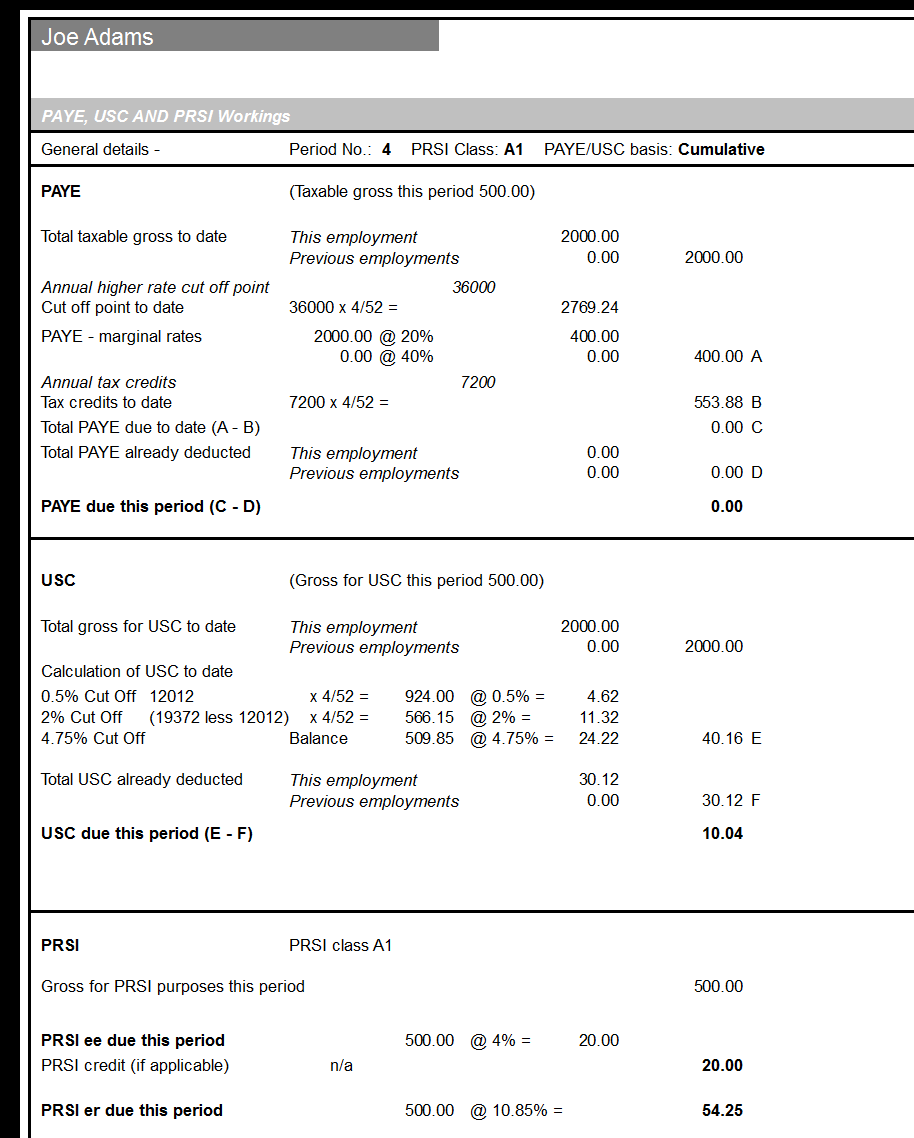 Joe Adams
PAYE, USC AND PRSI Workings
General details - Period No.: 4 PRSI Class: A1 PAYE/USC basis: Cumulative
PAYE (Taxable gross this period 500.00)
Total taxable gross to date This employment 2000.00
Previous employments 0.00 2000.00
Annual higher rate cut off point 36000
Cut off point to date 36000 x 4/52 = 2769.24
PAYE - marginal rates 2000.00 @ 20% 400.00
0.00 @ 40% 0.00 400.00 A
Annual tax credits 7200
Tax credits to date 7200 x 4/52 = 553.88 B
Total PAYE due to date (A - B) 0.00 C
Total PAYE already deducted This employment 0.00
Previous employments 0.00 0.00 D
PAYE due this period (C - D) 0.00
USC (Gross for USC this period 500.00)
Total gross for USC to date This employment 2000.00
Previous employments 0.00 2000.00
Calculation of USC to date
0.5% Cut Off 12012 x 4/52 = 924.00 @ 0.5% = 4.62
2% Cut Off (19372 less 12012) x 4/52 = 566.15 @ 2% = 11.32
4.75% Cut Off Balance 509.85 @ 4.75% = 24.22 40.16 E
Total USC already deducted This employment 30.12
Previous employments 0.00 30.12 F
USC due this period (E - F) 10.04
PRSI PRSI class A1
Gross for PRSI purposes this period 500.00
PRSI ee due this period 500.00 @ 4% = 20.00
PRSI credit (if applicable) n/a 20.00
PRSI er due this period 500.00 @ 10.85% = 54.25